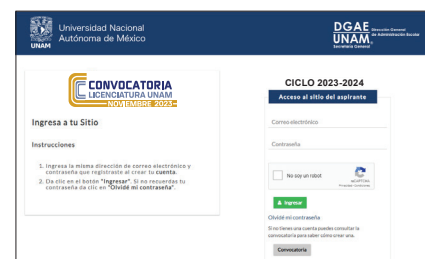 Universidad Nacional
Autónoma de México
UNAM
DGAE
UNAM
Dirección General
de Administración Escolar
Secretaría General
CONVOCATORIA
LICENCIATURA UNAM
NOVIEMBRE 2023
Ingresa a tu Sitio
Instrucciones
1. Ingresa la misma dirección de correo electrónico y
contraseña que registraste al crear tu cuenta.
2. Da clic en el botón "Ingresar". Si no recuerdas tu
contraseña da clic en "Olvidé mi contraseña".
CICLO 2023-2024
Acceso al sitio del aspirante
Correo electrónico
Contraseña
No soy un robot
reCAPTCHA
Privacidad - Condiciones
Ingresar
Olvidé mi contraseña
Si no tienes una cuenta puedes consultar la
convocatoria para saber cómo crear una.
Convocatoria